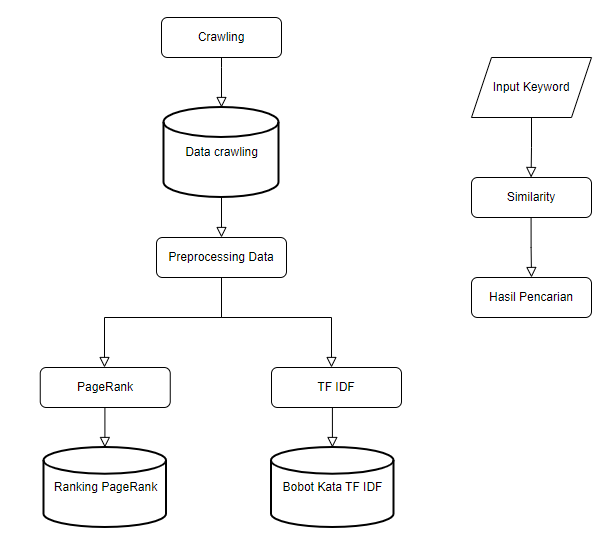 Crawling
Data crawling
Preprocessing Data
PageRank
TF IDF
Ranking PageRank
Bobot Kata TF IDF
Input Keyword
Similarity
Hasil Pencarian